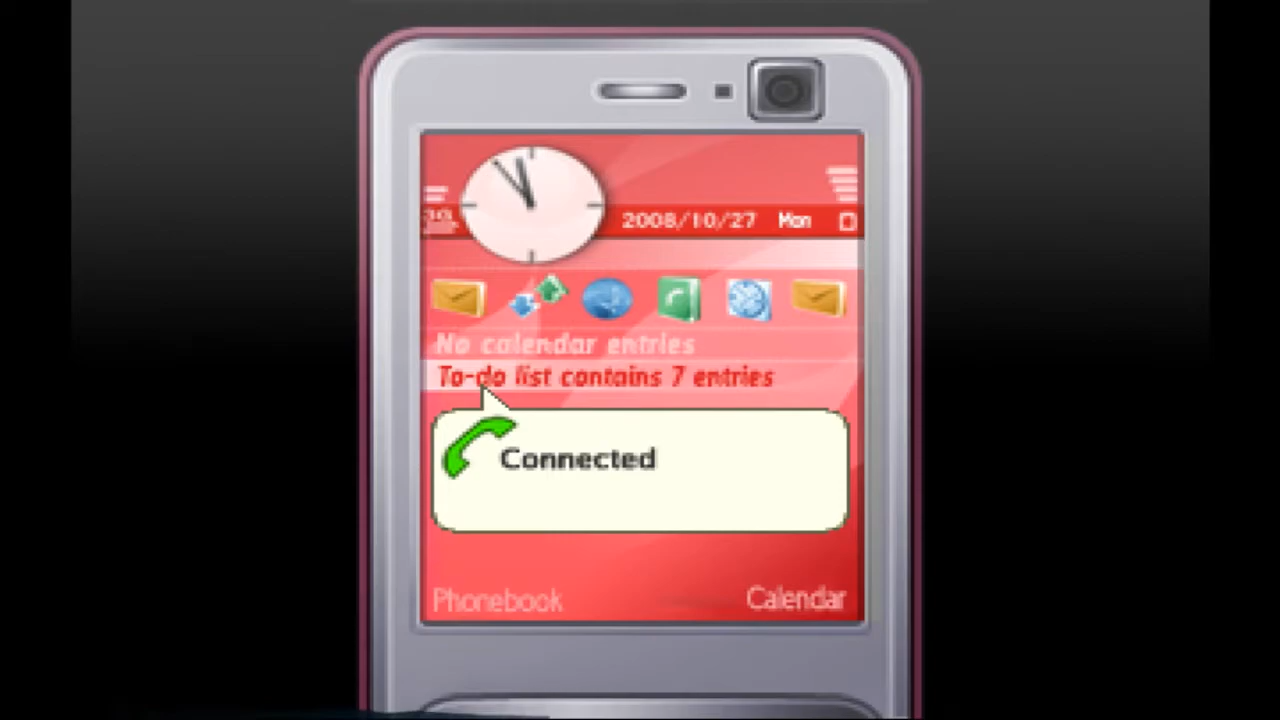 2008/10/27 Mon
No calendar entries
To-do list contains 7 entries
Connected
Phonebook Calendar